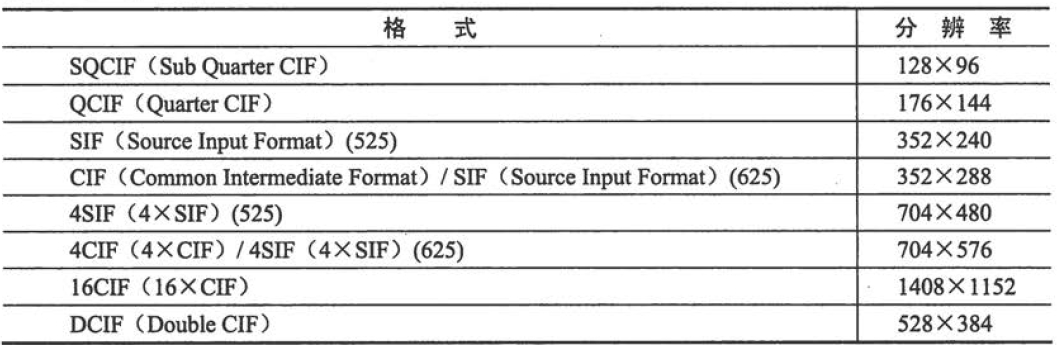 格 式 分 辨 率
SQCIF（Sub Quarter CIF） 128×96
QCIF（Quarter CIF） 176×144
SIF（Source Input Format）(525) 352×240
CIF（Common Intermediate Format）/ SIF（Source Input Format）(625) 352×288
4SIF（4×SIF）(525) 704×480
4CIF（4×CIF）/ 4SIF（4×SIF）(625) 704×576
16CIF（16×CIF） 1408×1152
DCIF（Double CIF） 528×384